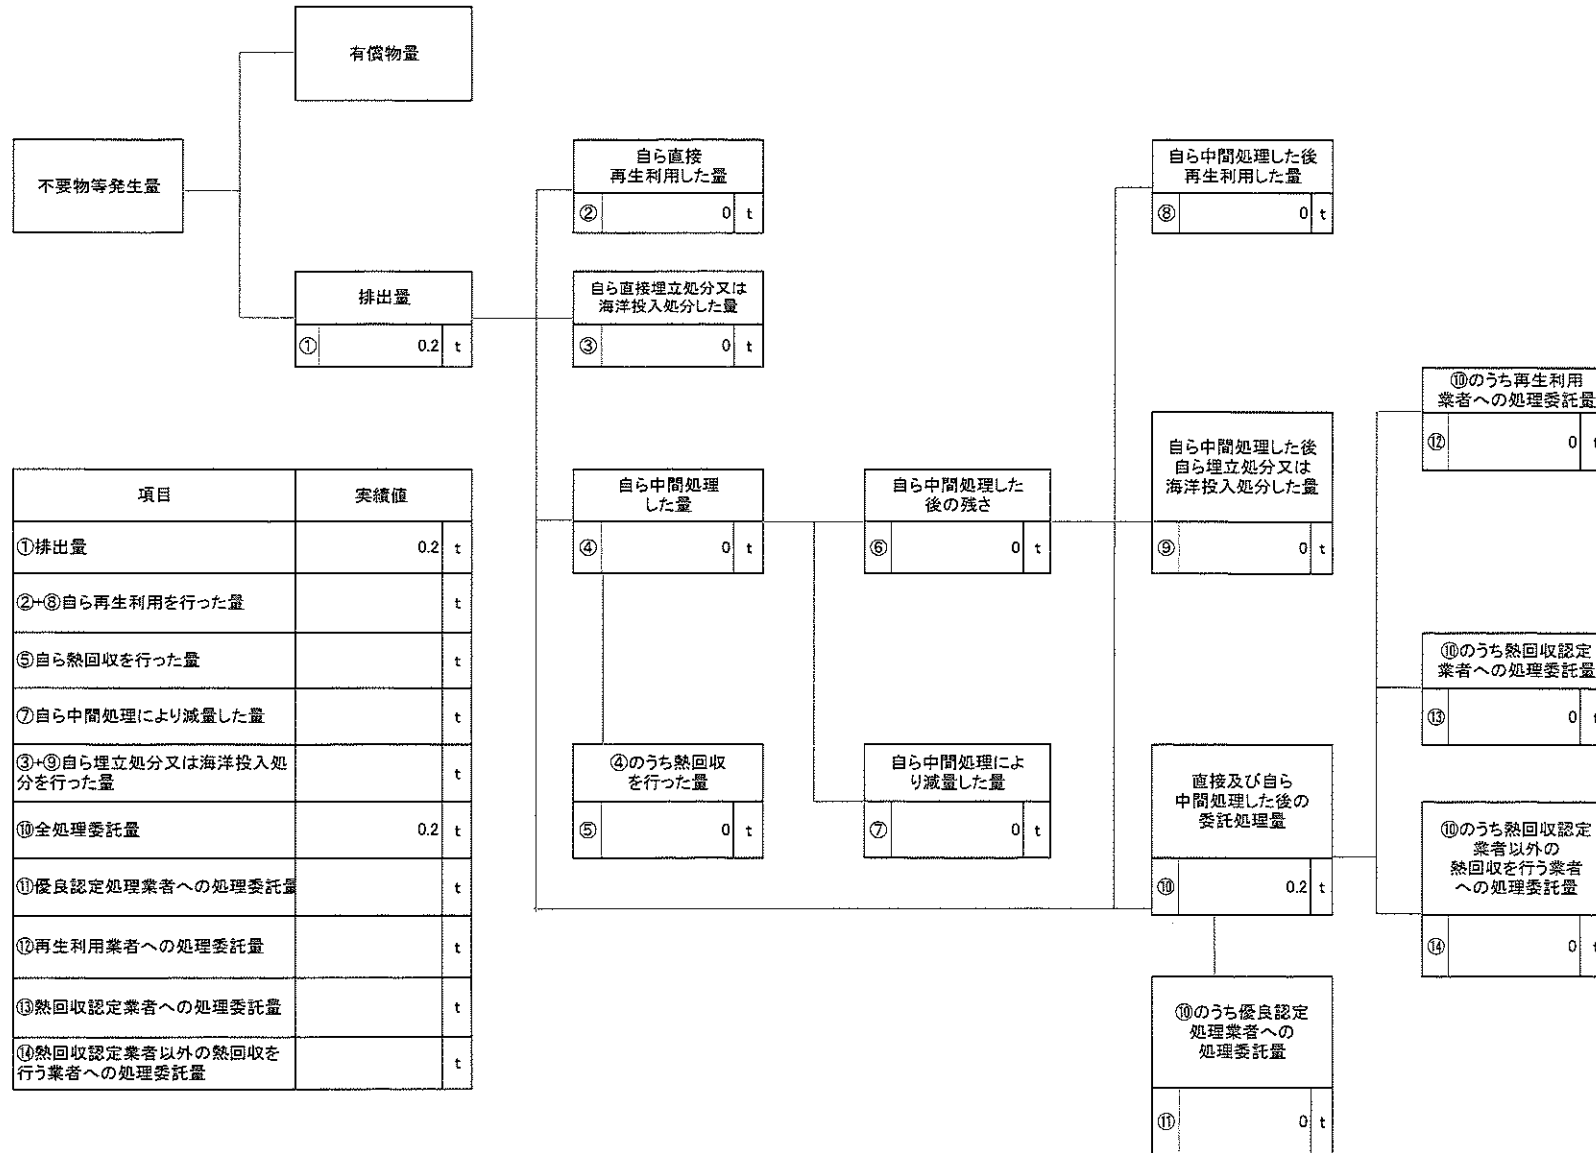 有償物量
不要物等発生量
排出量
① 0.2 t
自ら直接
再生利用した量
② 0 t
自ら直接埋立処分又は
海洋投入処分した量
③ 0 t
自ら中間処理
した量
④ 0 t
④のうち熱回収
を行った量
⑤ 0 t
自ら中間処理した
後の残さ
⑥ 0 t
自ら中間処理によ
り減量した量
⑦ 0 t
自ら中間処理した後
再生利用した量
⑧ 0 t
自ら中間処理した後
自ら埋立処分又は
海洋投入処分した量
⑨ 0 t
直接及び自ら
中間処理した後の
委託処理量
⑩ 0.2 t
⑩のうち優良認定
処理業者への
処理委託量
⑪ 0 t
⑩のうち再生利用
業者への処理委託量
⑫ 0 t
⑩のうち熱回収認定
業者への処理委託量
⑬ 0 t
⑩のうち熱回収認定
業者以外の
熱回収を行う業者
への処理委託量
⑭ 0 t
項目 実績値
①排出量 0.2 t
②+⑧自ら再生利用を行った量 t
⑤自ら熱回収を行った量 t
⑦自ら中間処理により減量した量 t
③+⑨自ら埋立処分又は海洋投入処
分を行った量 t
⑩全処理委託量 0.2 t
⑪優良認定処理業者への処理委託量 t
⑫再生利用業者への処理委託量 t
⑬熱回収認定業者への処理委託量 t
⑭熱回収認定業者以外の熱回収を
行う業者への処理委託量 t